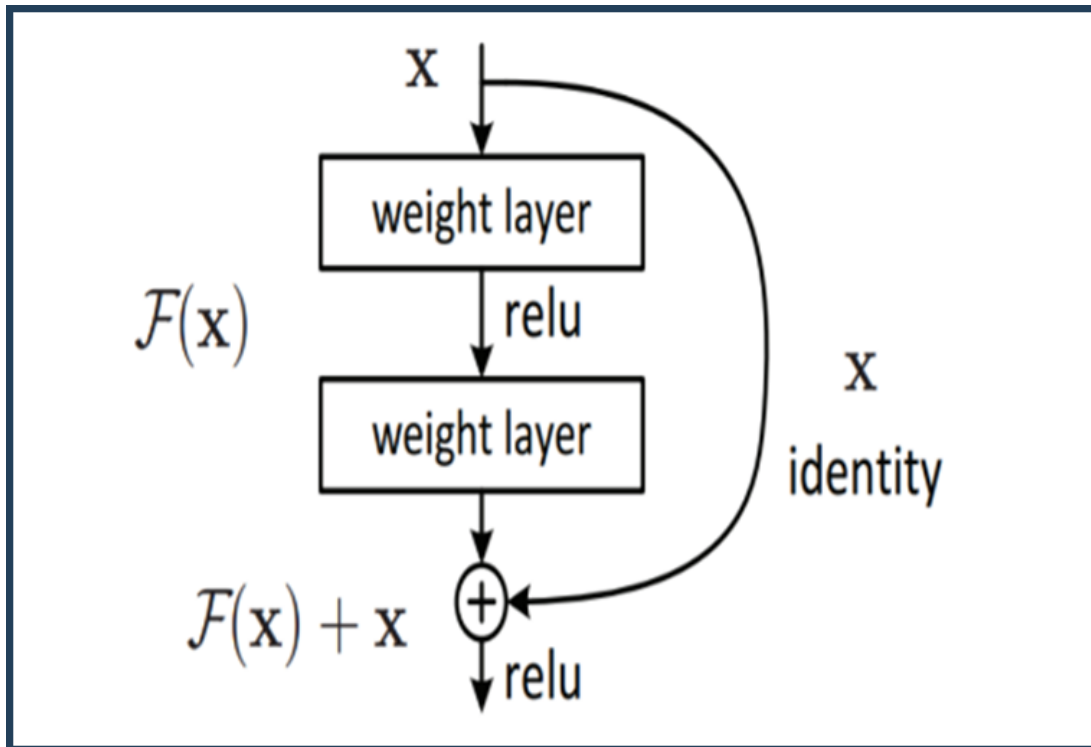 x
weight layer
relu
F(x)
weight layer
x
identity
F(x) + x
relu